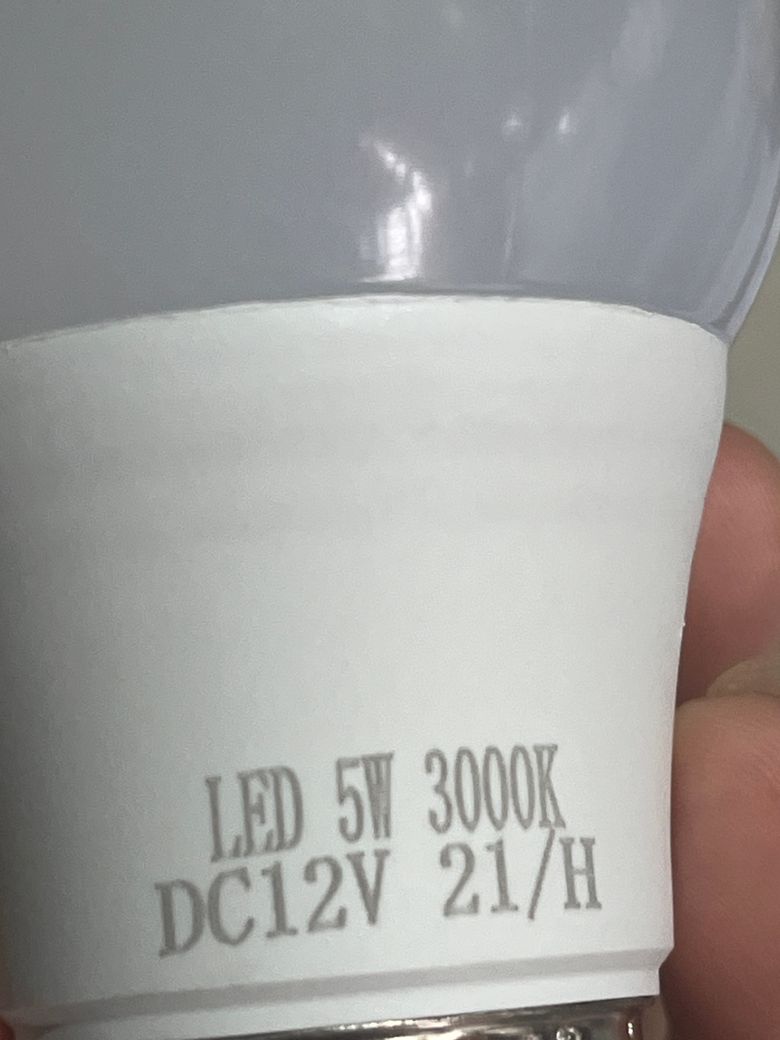 LED 5W 3000K
DC12V 21/H